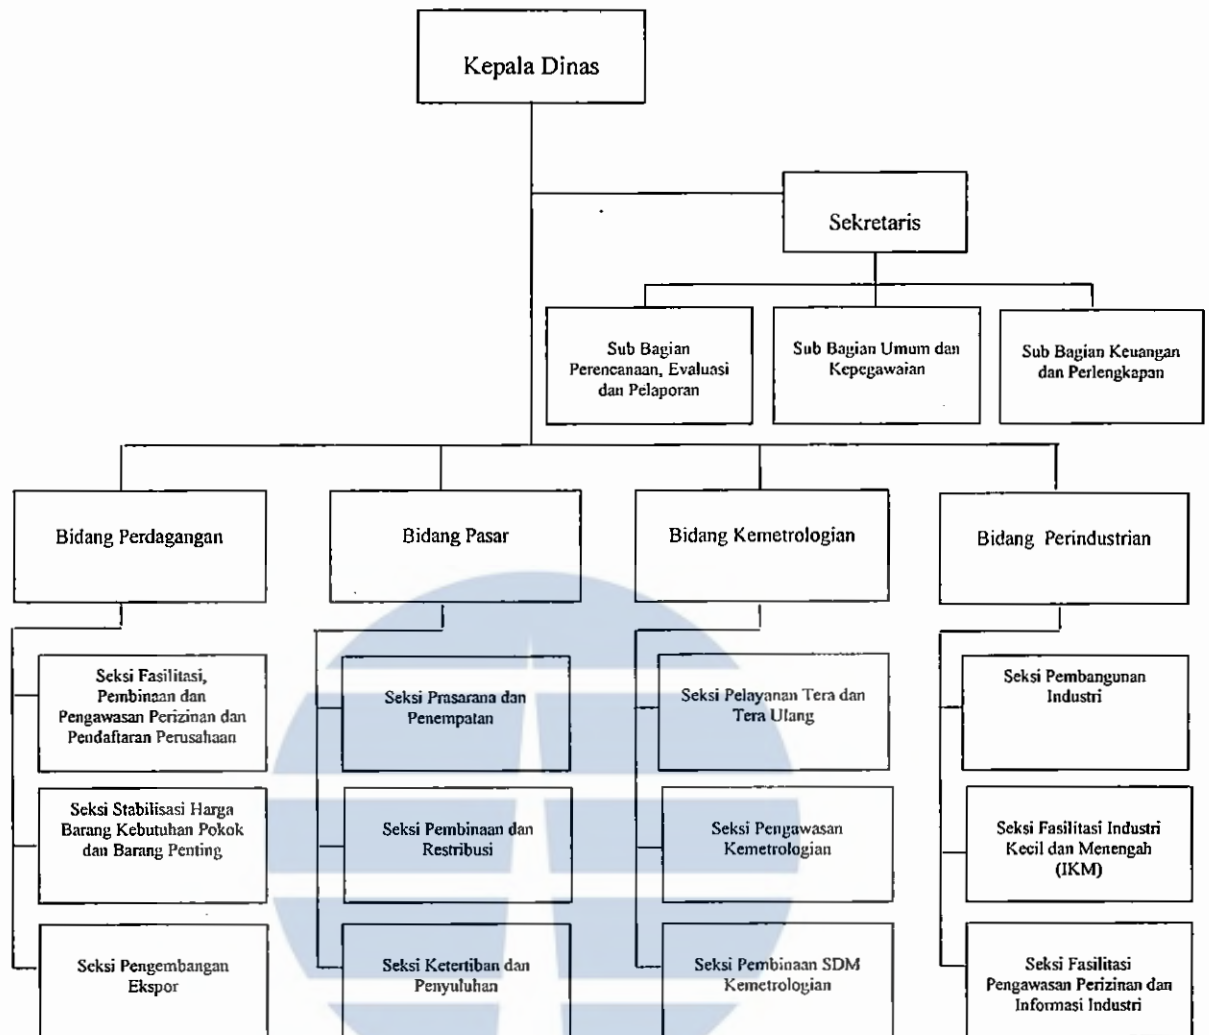 Kepala Dinas
Sekretaris
Sub Bagian
Perencanaan, Evaluasi
dan Pelaporan
Sub Bagian Umum dan
Kepegawaian
Sub Bagian Keuangan
dan Perlengkapan
Bidang Perdagangan
Bidang Pasar
Bidang Kemetrologian
Bidang Perindustrian
Seksi Fasilitasi,
Pembinaan dan
Pengawasan Perizinan dan
Pendaftaran Perusahaan
Seksi Prasarana dan
Penempatan
Seksi Pelayanan Tera dan
Tera Ulang
Seksi Pembangunan
Industri
Seksi Stabilisasi Harga
Barang Kebutuhan Pokok
dan Barang Penting
Seksi Pembinaan dan
Restribusi
Seksi Pengawasan
Kemetrologian
Seksi Fasilitasi Industri
Kecil dan Menengah
(IKM)
Seksi Pengembangan
Ekspor
Seksi Ketertiban dan
Penyuluhan
Seksi Pembinaan SDM
Kemetrologian
Seksi Fasilitasi
Pengawasan Perizinan dan
Informasi Industri